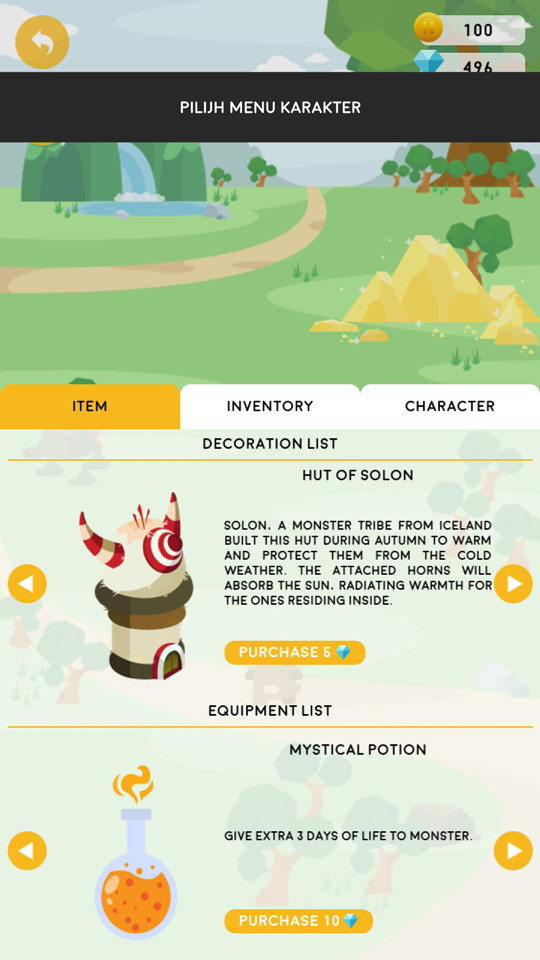 100
496
PILIJH MENU KARAKTER
ITEM
INVENTORY
CHARACTER
DECORATION LIST
HUT OF SOLON
SOLON, A MONSTER TRIBE FROM ICELAND
BUILT THIS HUT DURING AUTUMN TO WARM
AND PROTECT THEM FROM THE COLD
WEATHER. THE ATTACHED HORNS WILL
ABSORB THE SUN, RADIATING WARMTH FOR
THE ONES RESIDING INSIDE.
PURCHASE 5
EQUIPMENT LIST
MYSTICAL POTION
GIVE EXTRA 3 DAYS OF LIFE TO MONSTER.
PURCHASE 10